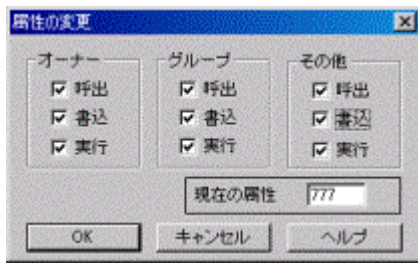 属性の変更
オーナー グループ その他
呼出 呼出 呼出
書込 書込 書込
実行 実行 実行
現在の属性 777
OK キャンセル ヘルプ